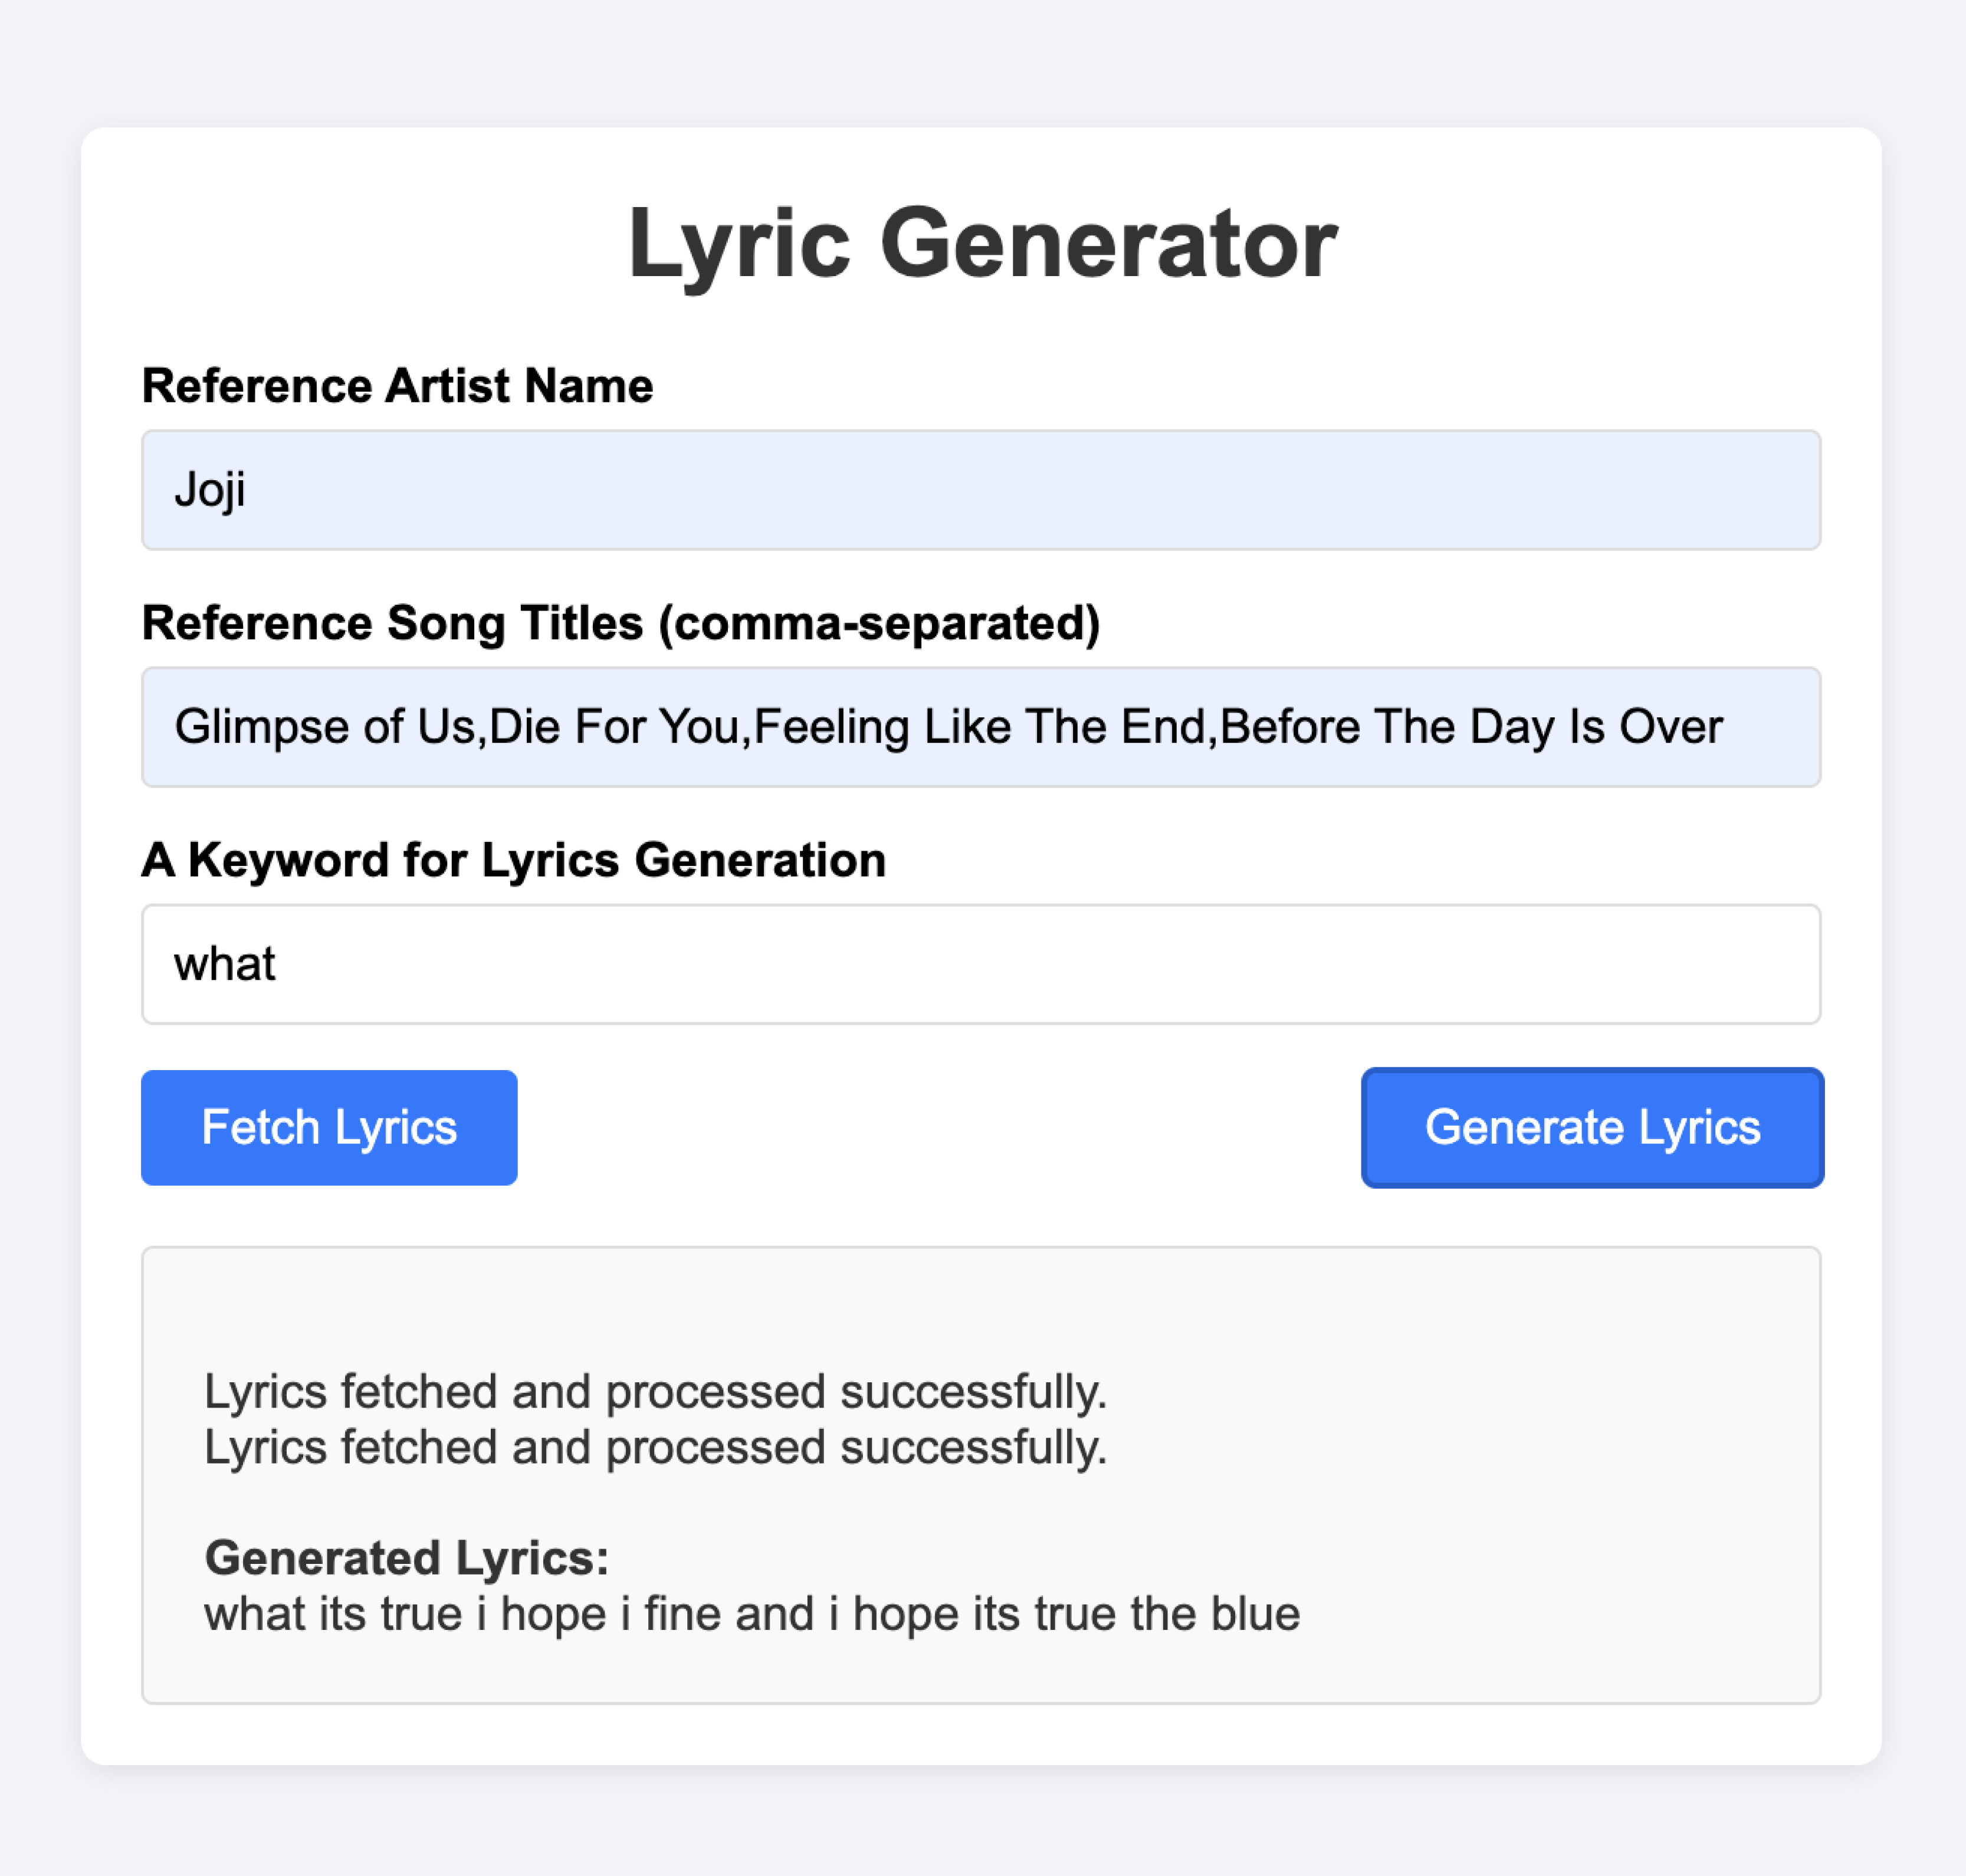 Lyric Generator
Reference Artist Name
Joji
Reference Song Titles (comma-separated)
Glimpse of Us,Die For You,Feeling Like The End,Before The Day Is Over
A Keyword for Lyrics Generation
what
Fetch Lyrics
Generate Lyrics
Lyrics fetched and processed successfully.
Lyrics fetched and processed successfully.
Generated Lyrics:
what its true i hope i fine and i hope its true the blue